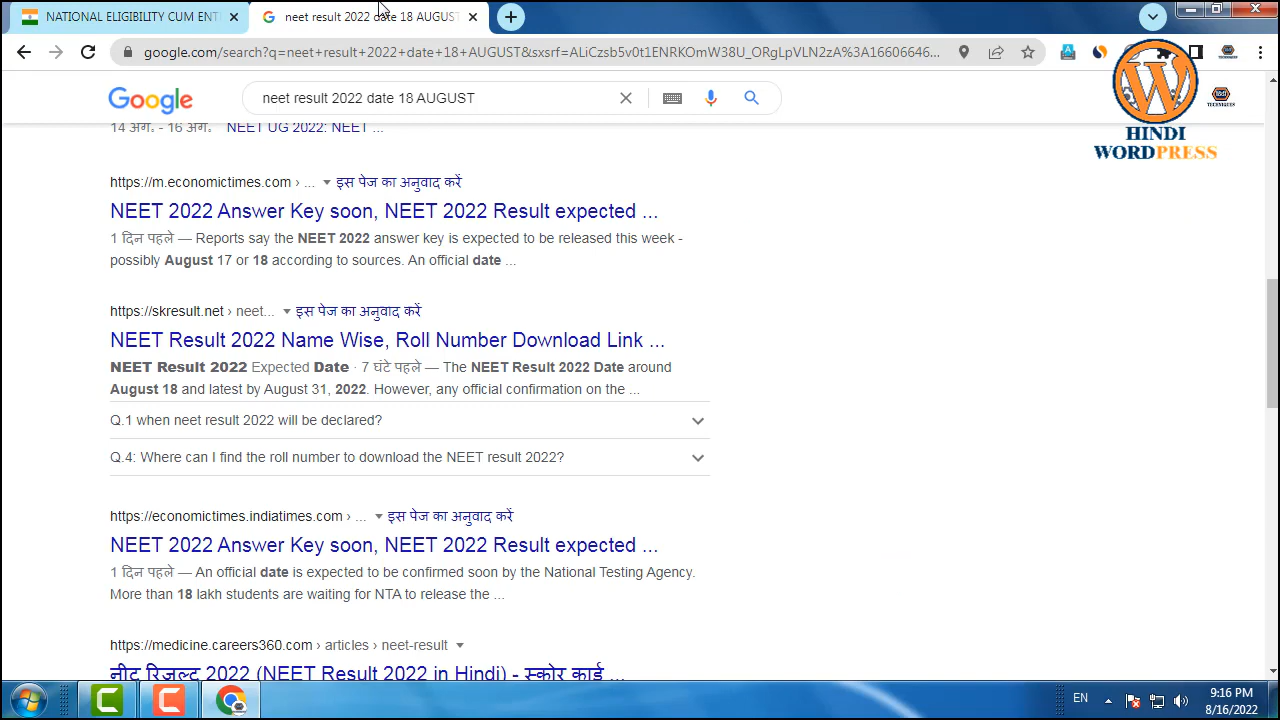 NATIONAL ELIGIBILITY CUM ENT
neet result 2022 date 18 AUGUST
google.com/search?q=neet+result+2022+date+18+AUGUST&sxsrf=ALiCzsb5v0t1ENRKOmW38U_ORgLpVLN2zA%3A16606646...
Google
neet result 2022 date 18 AUGUST
HINDI
WORDPRESS
14 अग॰ - 16 अग॰ NEET UG 2022: NEET ...
https://m.economictimes.com › ... इस पेज का अनुवाद करें
NEET 2022 Answer Key soon, NEET 2022 Result expected ...
1 दिन पहले — Reports say the NEET 2022 answer key is expected to be released this week -
possibly August 17 or 18 according to sources. An official date ...
https://skresult.net › neet... इस पेज का अनुवाद करें
NEET Result 2022 Name Wise, Roll Number Download Link ...
NEET Result 2022 Expected Date · 7 घंटे पहले — The NEET Result 2022 Date around
August 18 and latest by August 31, 2022. However, any official confirmation on the ...
Q.1 when neet result 2022 will be declared?
Q.4: Where can I find the roll number to download the NEET result 2022?
https://economictimes.indiatimes.com › ... इस पेज का अनुवाद करें
NEET 2022 Answer Key soon, NEET 2022 Result expected ...
1 दिन पहले — An official date is expected to be confirmed soon by the National Testing Agency.
More than 18 lakh students are waiting for NTA to release the ...
https://medicine.careers360.com › articles › neet-result
नीट रिजल्ट 2022 (NEET Result 2022 in Hindi) - स्कोर कार्ड ...
EN
9:16 PM
8/16/2022